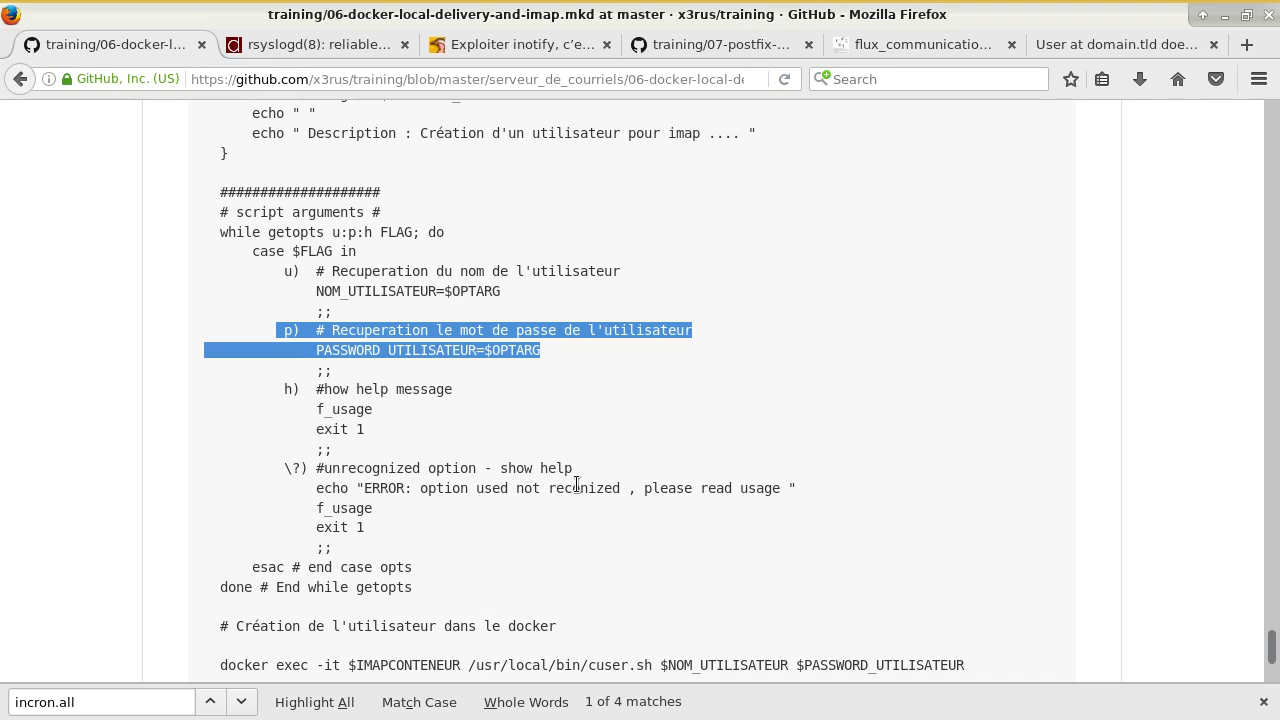 training/06-docker-local-delivery-and-imap.mkd at master · x3rus/training · GitHub - Mozilla Firefox
training/06-docker-l...
rsyslogd(8): reliable...
Exploiter inotify, c'e...
training/07-postfix-...
flux_communicatio...
User at domain.tld doe...
GitHub, Inc. (US)
https://github.com/x3rus/training/blob/master/serveur_de_courriels/06-docker-local-de
Search
echo " "
echo " Description : Création d'un utilisateur pour imap .... "
}
####################
# script arguments #
while getopts u:p:h FLAG; do
case $FLAG in
u) # Recuperation du nom de l'utilisateur
NOM_UTILISATEUR=$OPTARG
;;
p) # Recuperation le mot de passe de l'utilisateur
PASSWORD_UTILISATEUR=$OPTARG
;;
h) #how help message
f_usage
exit 1
;;
\?) #unrecognized option - show help
echo "ERROR: option used not recgnized , please read usage "
f_usage
exit 1
;;
esac # end case opts
done # End while getopts
# Création de l'utilisateur dans le docker
docker exec -it $IMAPCONTENEUR /usr/local/bin/cuser.sh $NOM_UTILISATEUR $PASSWORD_UTILISATEUR
incron.all
Highlight All
Match Case
Whole Words
1 of 4 matches